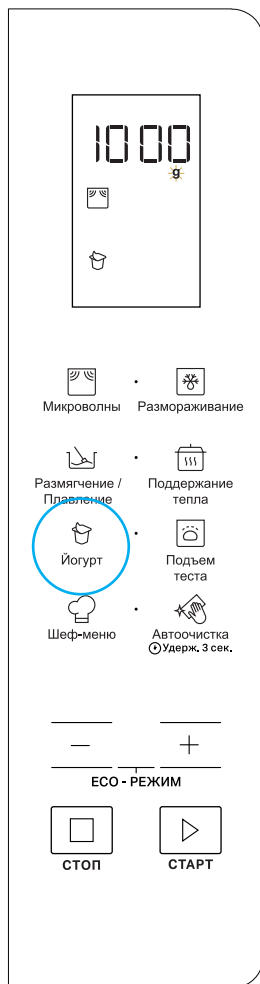 1000
g
Микроволны
Размораживание
Размягчение /
Плавление
Поддержание
тепла
Йогурт
Подъем
теста
Шеф-меню
Автоочистка
Удерж. 3 сек.
−
+
ECO - РЕЖИМ
СТОП
СТАРТ